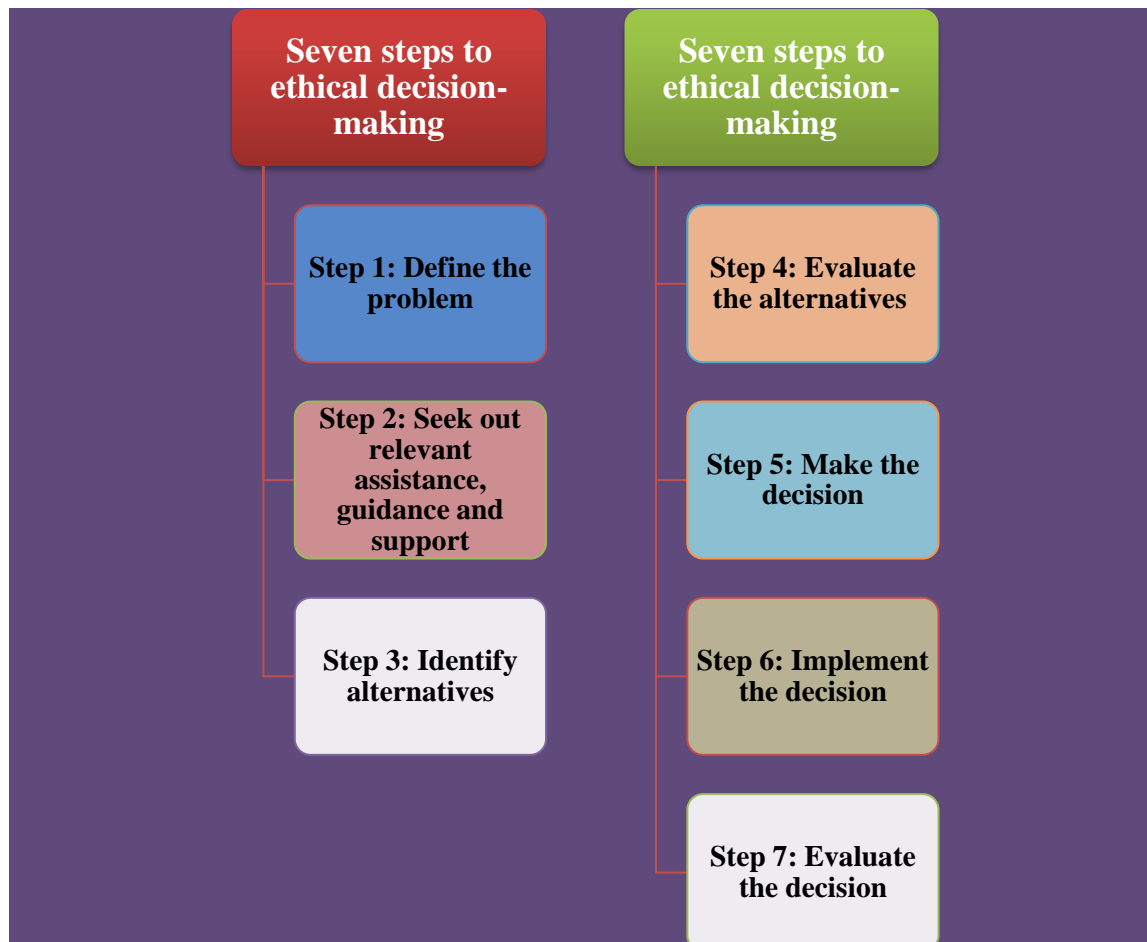 Seven steps to
ethical decision-
making
Step 1: Define the
problem
Step 2: Seek out
relevant
assistance,
guidance and
support
Step 3: Identify
alternatives
Seven steps to
ethical decision-
making
Step 4: Evaluate
the alternatives
Step 5: Make the
decision
Step 6: Implement
the decision
Step 7: Evaluate
the decision